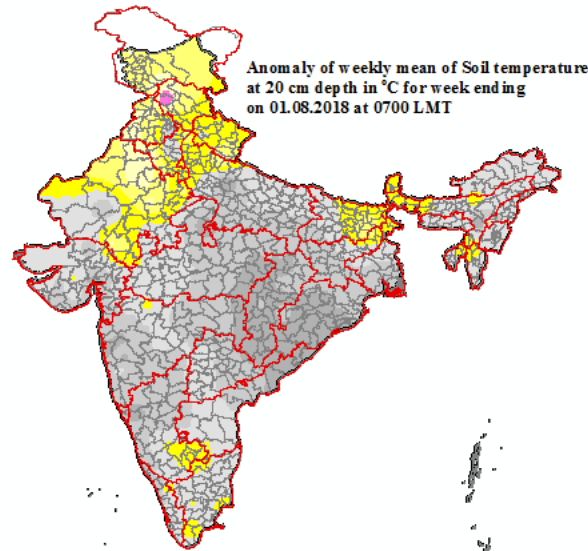 Anomaly of weekly mean of Soil temperature
at 20 cm depth in °C for week ending
on 01.08.2018 at 0700 LMT